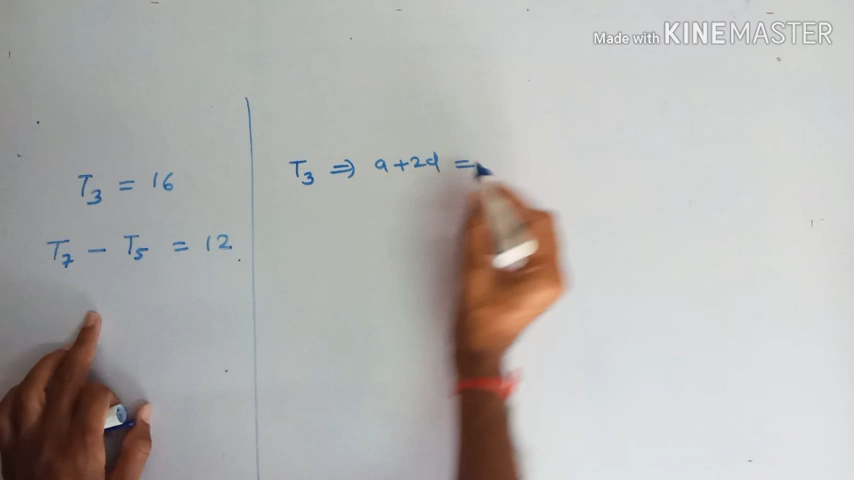 Made with KINEMASTER
T₃ = 16
T₇ - T₅ = 12
T₃ ⇒ a+2d =